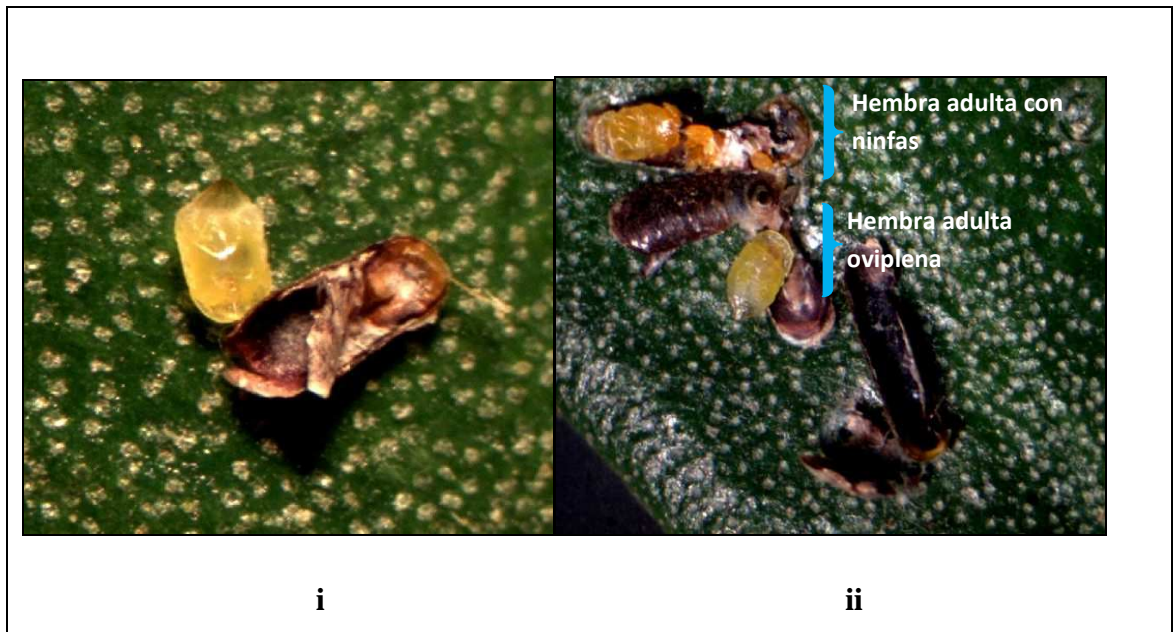 Hembra adulta con
ninfas
Hembra adulta
oviplena
i
ii